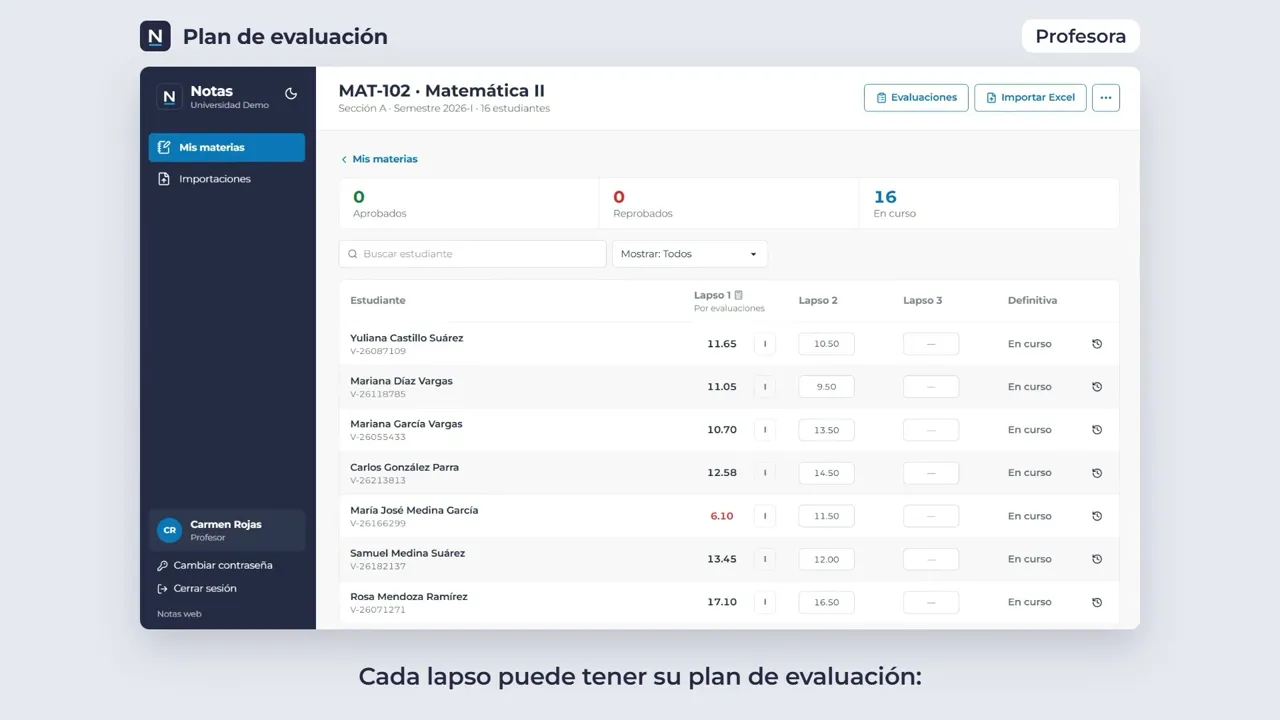 N Plan de evaluación
Profesora
N Notas
Universidad Demo
Mis materias
Importaciones
CR Carmen Rojas
Profesor
Cambiar contraseña
Cerrar sesión
Notas web
MAT-102 · Matemática II
Sección A · Semestre 2026-I · 16 estudiantes
Evaluaciones Importar Excel ...
Mis materias
0 0 16
Aprobados Reprobados En curso
Buscar estudiante Mostrar: Todos
Estudiante Lapso 1 Lapso 2 Lapso 3 Definitiva
Por evaluaciones
Yuliana Castillo Suárez 11.65 I 10.50 — En curso
V-26087109
Mariana Díaz Vargas 11.05 I 9.50 — En curso
V-26118785
Mariana García Vargas 10.70 I 13.50 — En curso
V-26055433
Carlos González Parra 12.58 I 14.50 — En curso
V-26213813
María José Medina García 6.10 I 11.50 — En curso
V-26166299
Samuel Medina Suárez 13.45 I 12.00 — En curso
V-26182137
Rosa Mendoza Ramírez 17.10 I 16.50 — En curso
V-26071271
Cada lapso puede tener su plan de evaluación: